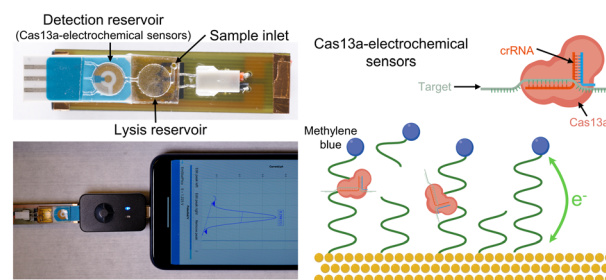 Detection reservoir
(Cas13a-electrochemical sensors)
Sample inlet
Lysis reservoir
Cas13a-electrochemical
sensors
crRNA
Target
Cas13a
Methylene
blue
e-